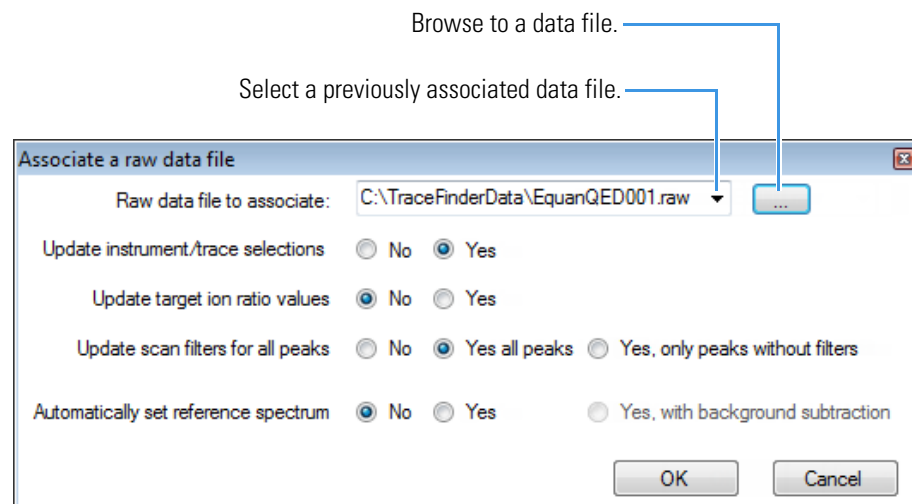 Browse to a data file.
Select a previously associated data file.
Associate a raw data file
Raw data file to associate: C:\TraceFinderData\EquanQED001.raw ...
Update instrument/trace selections No Yes
Update target ion ratio values No Yes
Update scan filters for all peaks No Yes all peaks Yes, only peaks without filters
Automatically set reference spectrum No Yes Yes, with background subtraction
OK Cancel